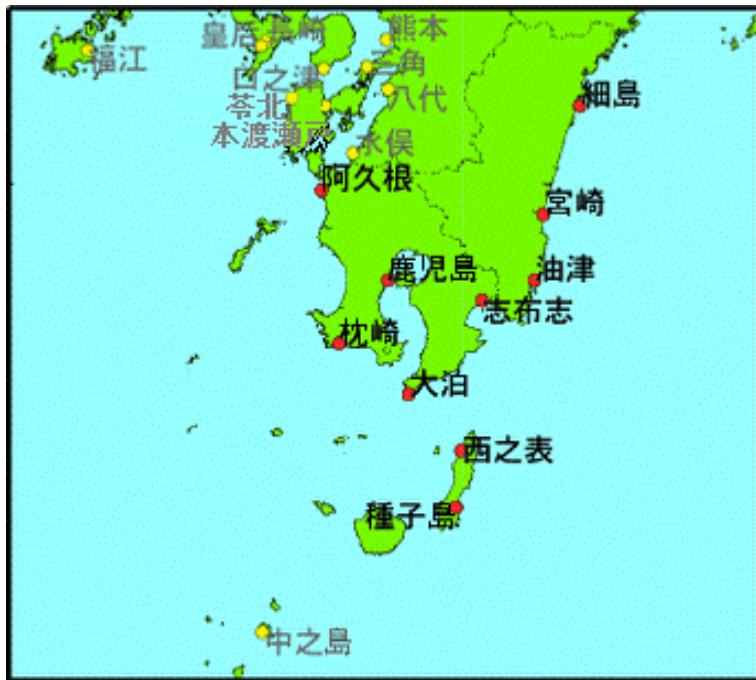 皇后
長崎
熊本
福江
口之津
三角
八代
苓北
細島
本渡瀬戸
水俣
阿久根
宮崎
鹿児島
油津
志布志
枕崎
大泊
西之表
種子島
中之島